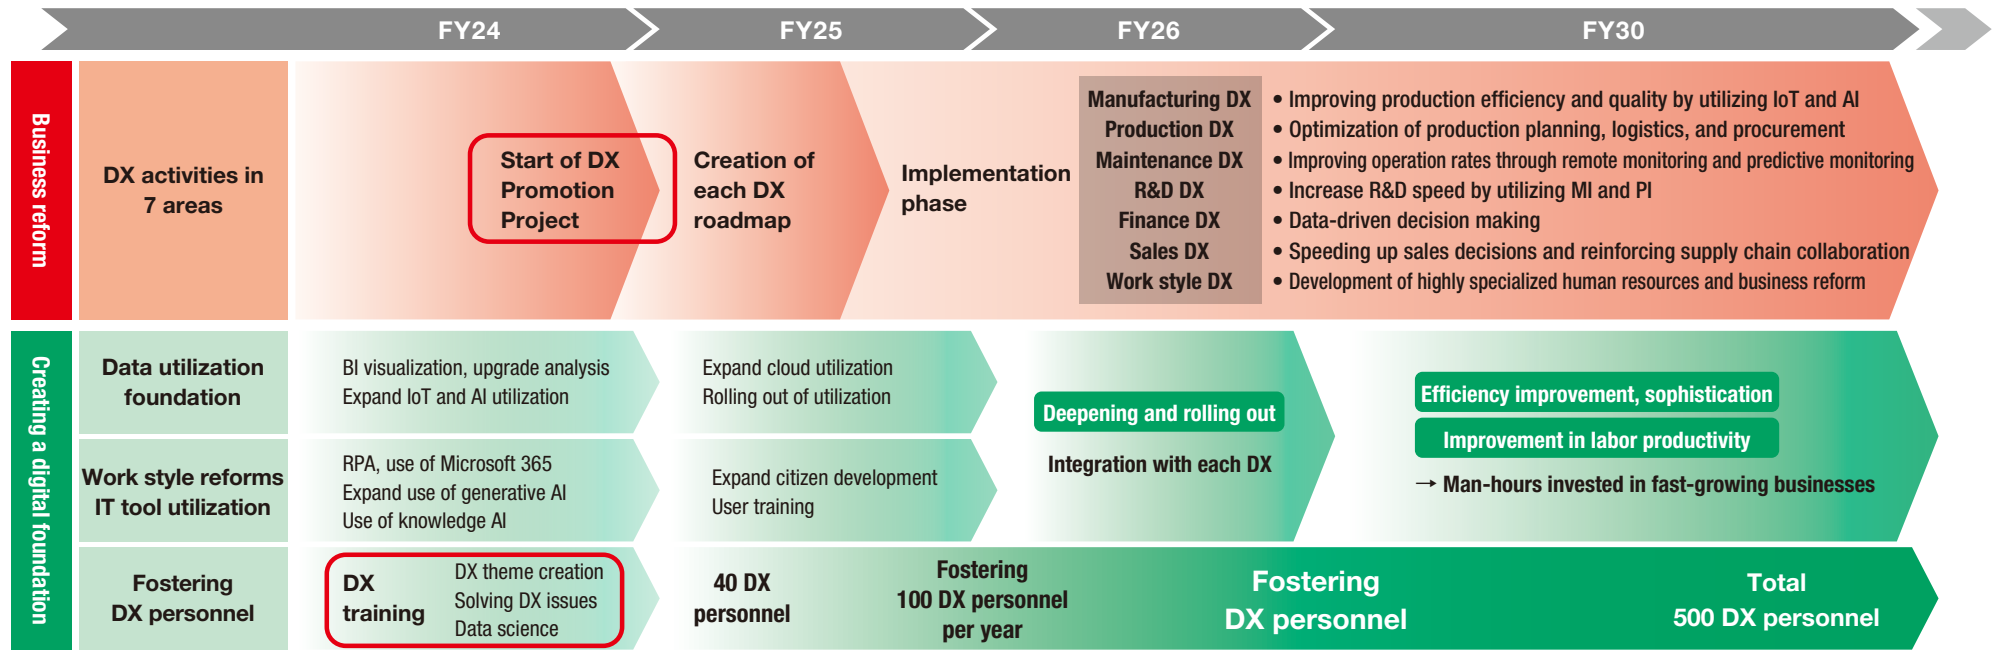 FY24
FY25
FY26
FY30
Business reform
DX activities in
7 areas
Start of DX
Promotion
Project
Creation of
each DX
roadmap
Implementation
phase
Manufacturing DX
• Improving production efficiency and quality by utilizing IoT and AI
Production DX
• Optimization of production planning, logistics, and procurement
Maintenance DX
• Improving operation rates through remote monitoring and predictive monitoring
R&D DX
• Increase R&D speed by utilizing MI and PI
Finance DX
• Data-driven decision making
Sales DX
• Speeding up sales decisions and reinforcing supply chain collaboration
Work style DX
• Development of highly specialized human resources and business reform
Creating a digital foundation
Data utilization
foundation
BI visualization, upgrade analysis
Expand IoT and AI utilization
Expand cloud utilization
Rolling out of utilization
Work style reforms
IT tool utilization
RPA, use of Microsoft 365
Expand use of generative AI
Use of knowledge AI
Expand citizen development
User training
Deepening and rolling out
Integration with each DX
Efficiency improvement, sophistication
Improvement in labor productivity
→ Man-hours invested in fast-growing businesses
Fostering
DX personnel
DX
training
DX theme creation
Solving DX issues
Data science
40 DX
personnel
Fostering
100 DX personnel
per year
Fostering
DX personnel
Total
500 DX personnel